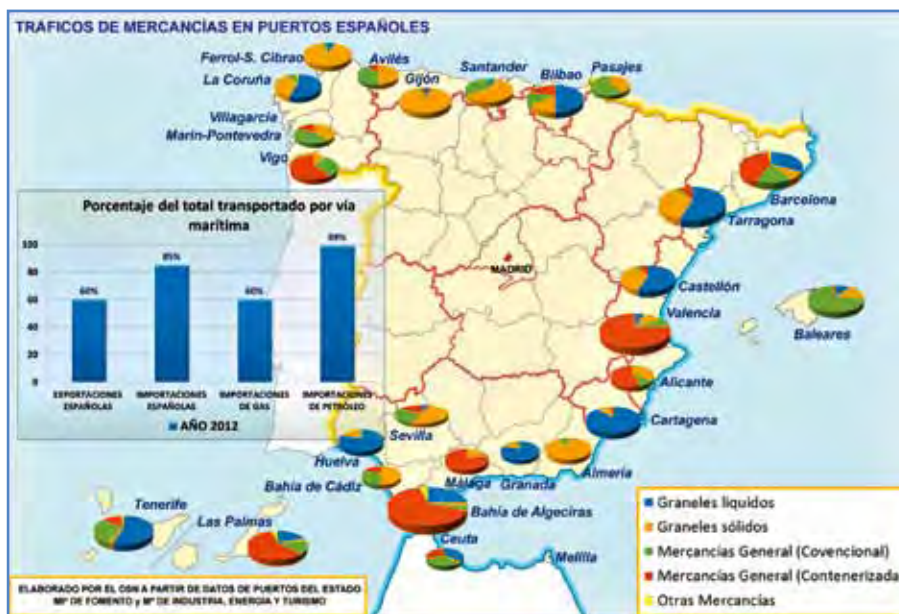 TRÁFICOS DE MERCANCÍAS EN PUERTOS ESPAÑOLES
Ferrol-S. Cibrao
Avilés
Gijón
Santander
Bilbao
Pasajes
La Coruña
Villagarcía
Marín-Pontevedra
Vigo
Barcelona
Tarragona
MADRID
Castellón
Valencia
Baleares
Alicante
Cartagena
Sevilla
Huelva
Málaga
Granada
Almería
Bahía de Cádiz
Bahía de Algeciras
Ceuta
Melilla
Tenerife
Las Palmas
Porcentaje del total transportado por vía
marítima
100
80
60
40
20
0
60%
85%
60%
99%
EXPORTACIONES
ESPAÑOLAS
IMPORTACIONES
ESPAÑOLAS
IMPORTACIONES
DE GAS
IMPORTACIONES
DE PETRÓLEO
AÑO 2012
Graneles líquidos
Graneles sólidos
Mercancías General (Covencional)
Mercancías General (Contenerizada
Otras Mercancías
ELABORADO POR EL OSN A PARTIR DE DATOS DE PUERTOS DEL ESTADO
Mº DE FOMENTO y Mº DE INDUSTRIA, ENERGÍA Y TURISMO